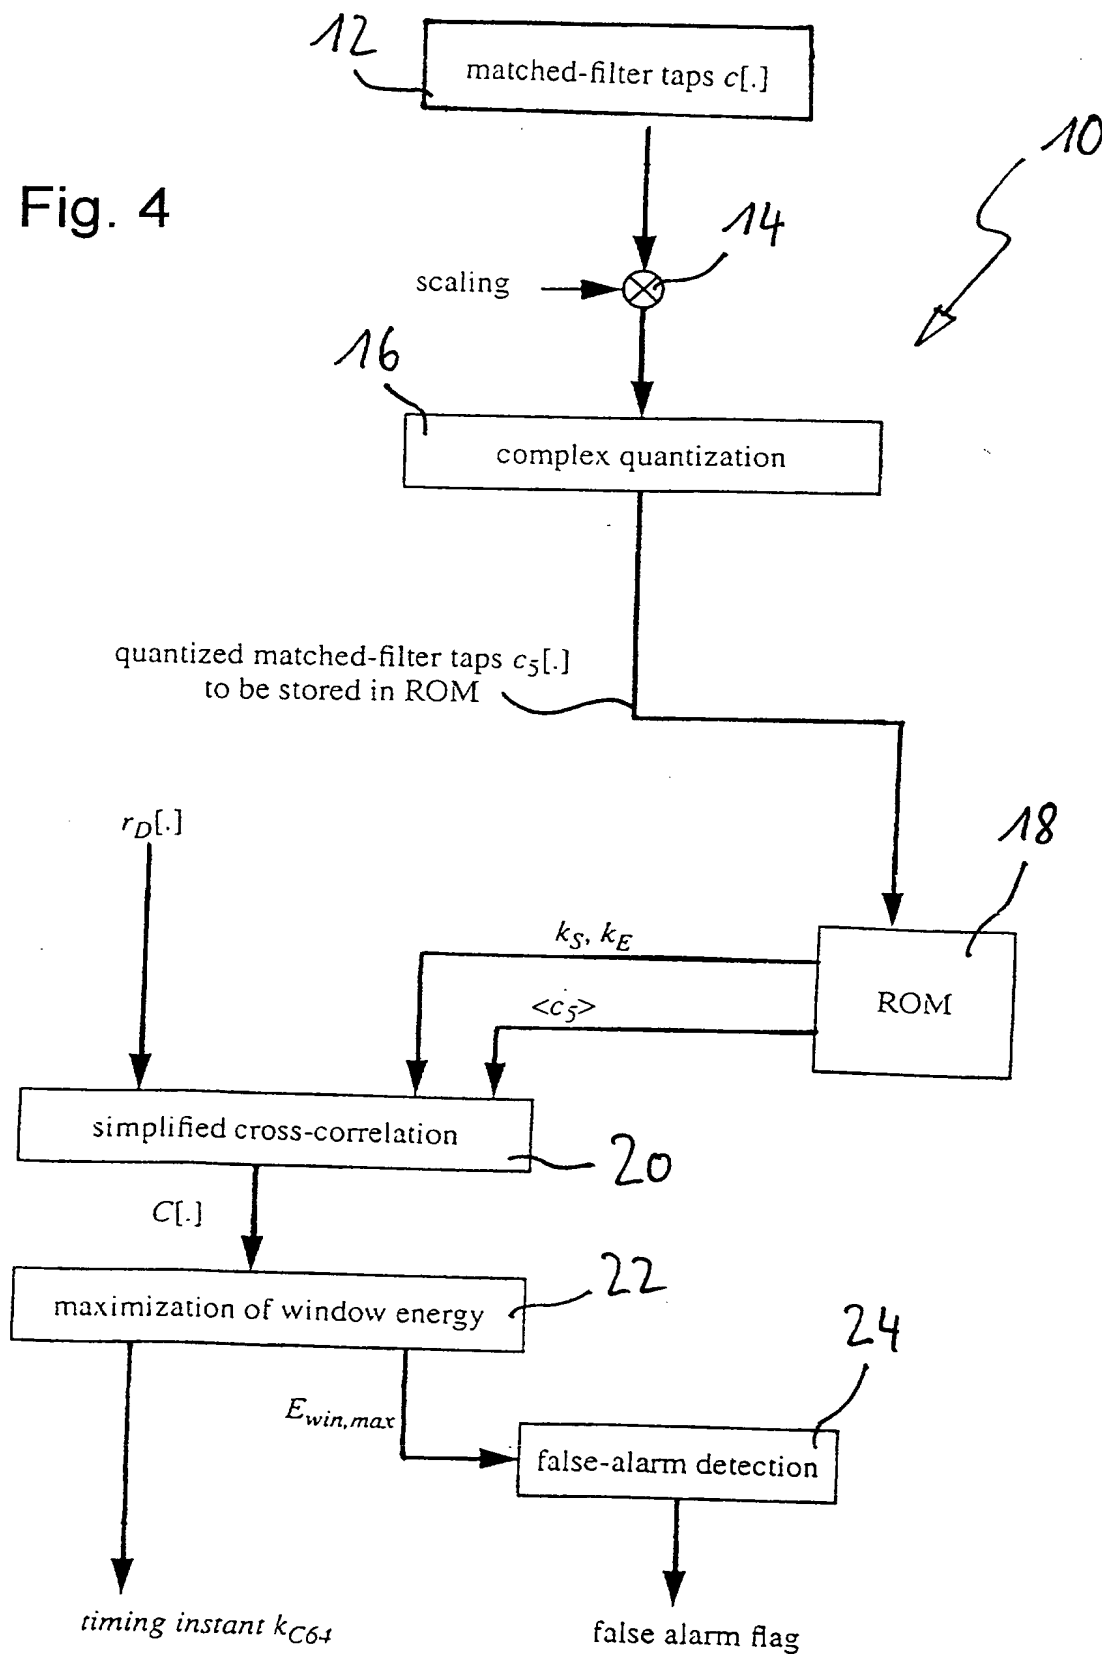 12
matched-filter taps c[.]
10
Fig. 4
14
scaling
16
complex quantization
quantized matched-filter taps c5[.]
to be stored in ROM
rD[.]
18
kS, kE
ROM
<c5>
simplified cross-correlation
20
C[.]
22
maximization of window energy
24
Ewin,max
false-alarm detection
timing instant kC64
false alarm flag